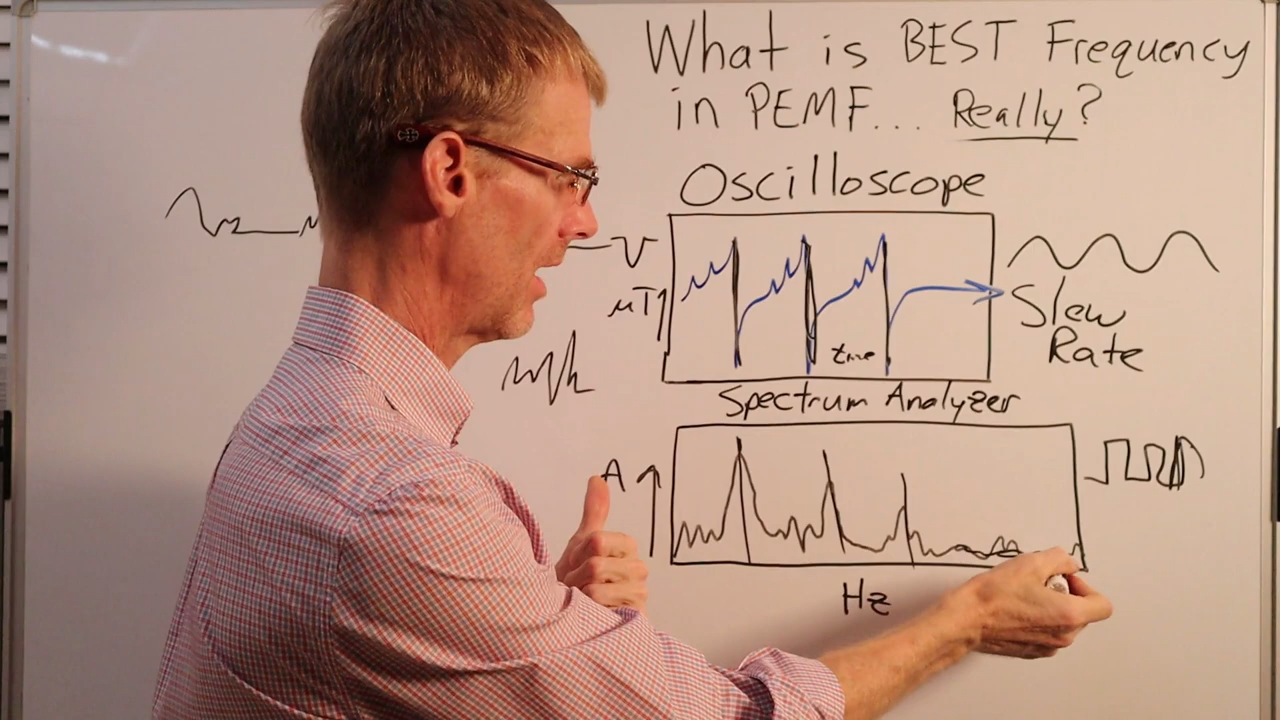 What is BEST Frequency
in PEMF... Really?
Oscilloscope
μT
time
Slew
Rate
Spectrum Analyzer
A
Hz